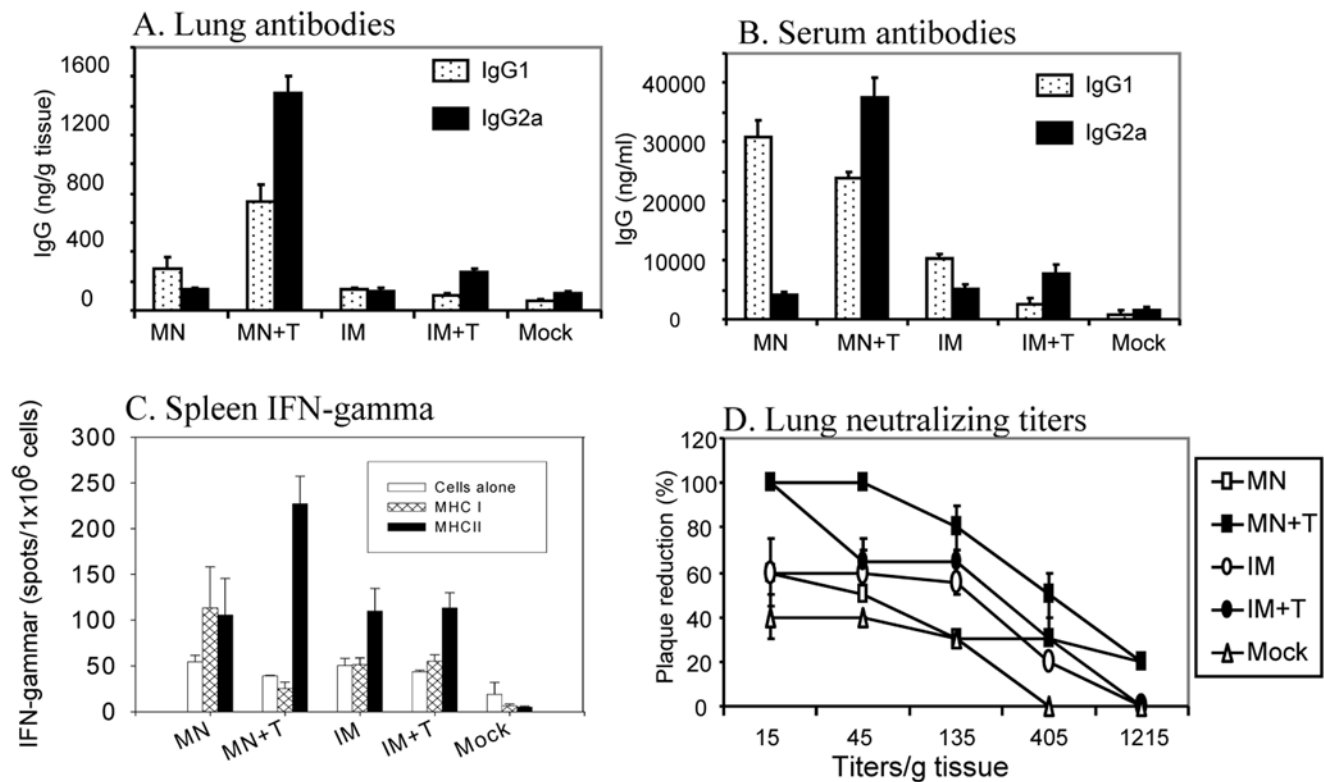 A. Lung antibodies
1600
1200
800
400
0
IgG (ng/g tissue)
IgG1
IgG2a
MN MN+T IM IM+T Mock
B. Serum antibodies
40000
30000
20000
10000
0
IgG (ng/ml)
IgG1
IgG2a
MN MN+T IM IM+T Mock
C. Spleen IFN-gamma
300
250
200
150
100
50
0
IFN-gammar (spots/1x10⁶ cells)
Cells alone
MHC I
MHCII
MN MN+T IM IM+T Mock
D. Lung neutralizing titers
120
100
80
60
40
20
0
Plaque reduction (%)
15 45 135 405 1215
Titers/g tissue
MN
MN+T
IM
IM+T
Mock